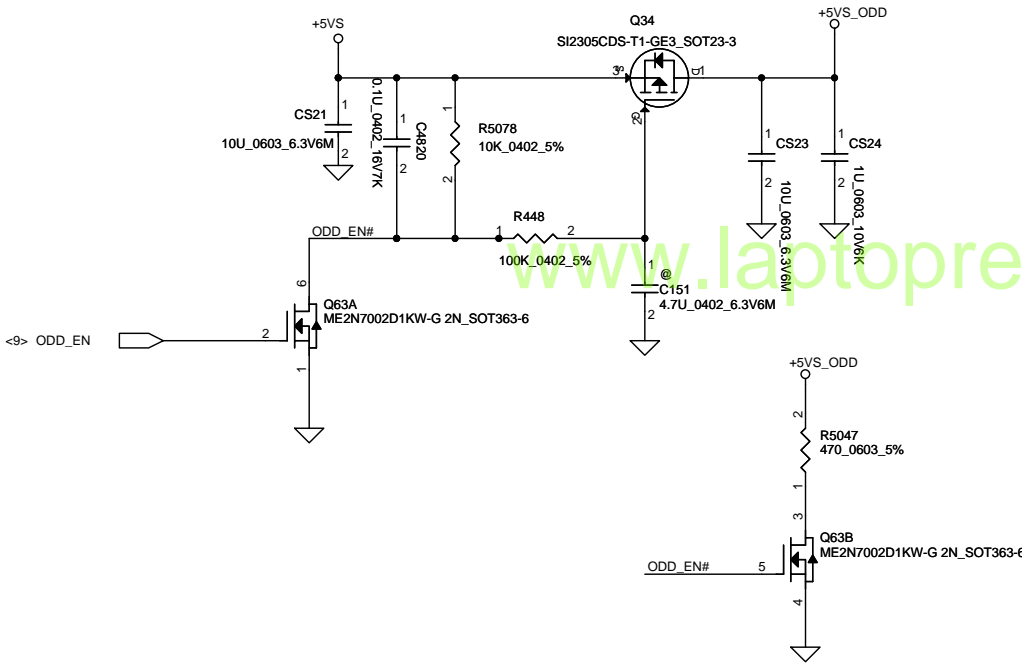 +5VS
Q34
SI2305CDS-T1-GE3_SOT23-3
+5VS_ODD
3
S
D
1
G
2
CS21
1
2
10U_0603_6.3V6M
0.1U_0402_16V7K
1
2
C4820
1
2
R5078
10K_0402_5%
1
2
CS23
10U_0603_6.3V6M
1
2
CS24
1U_0603_10V6K
ODD_EN#
1
R448
2
100K_0402_5%
www.laptopre
1
2
@
C151
4.7U_0402_6.3V6M
6
Q63A
ME2N7002D1KW-G 2N_SOT363-6
<9> ODD_EN
2
1
+5VS_ODD
2
R5047
470_0603_5%
1
3
Q63B
ME2N7002D1KW-G 2N_SOT363-6
ODD_EN#
5
4